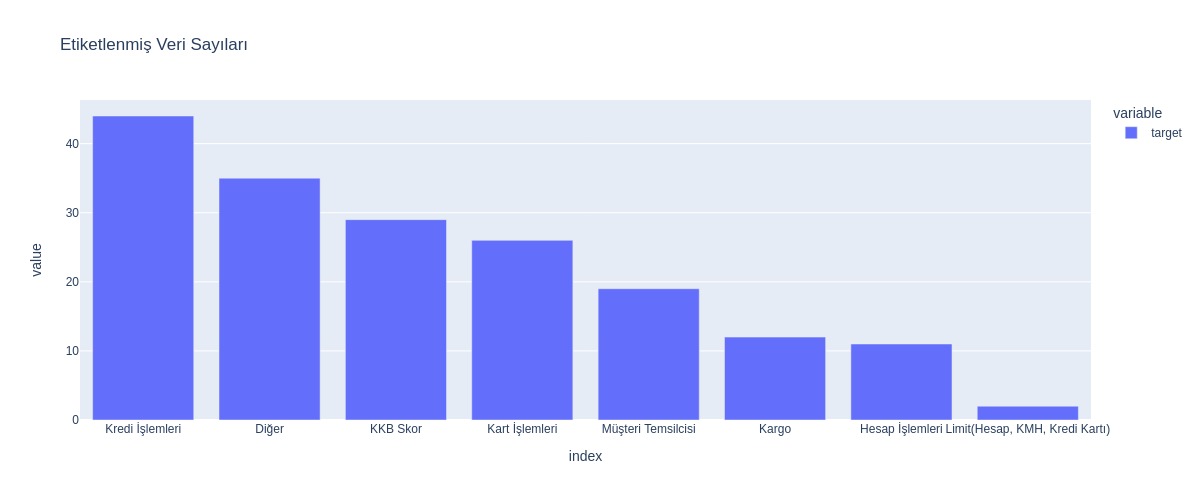 Etiketlenmiş Veri Sayıları
variable
target
value
40
30
20
10
0
Kredi İşlemleri
Diğer
KKB Skor
Kart İşlemleri
Müşteri Temsilcisi
Kargo
Hesap İşlemleri
Limit(Hesap, KMH, Kredi Kartı)
index